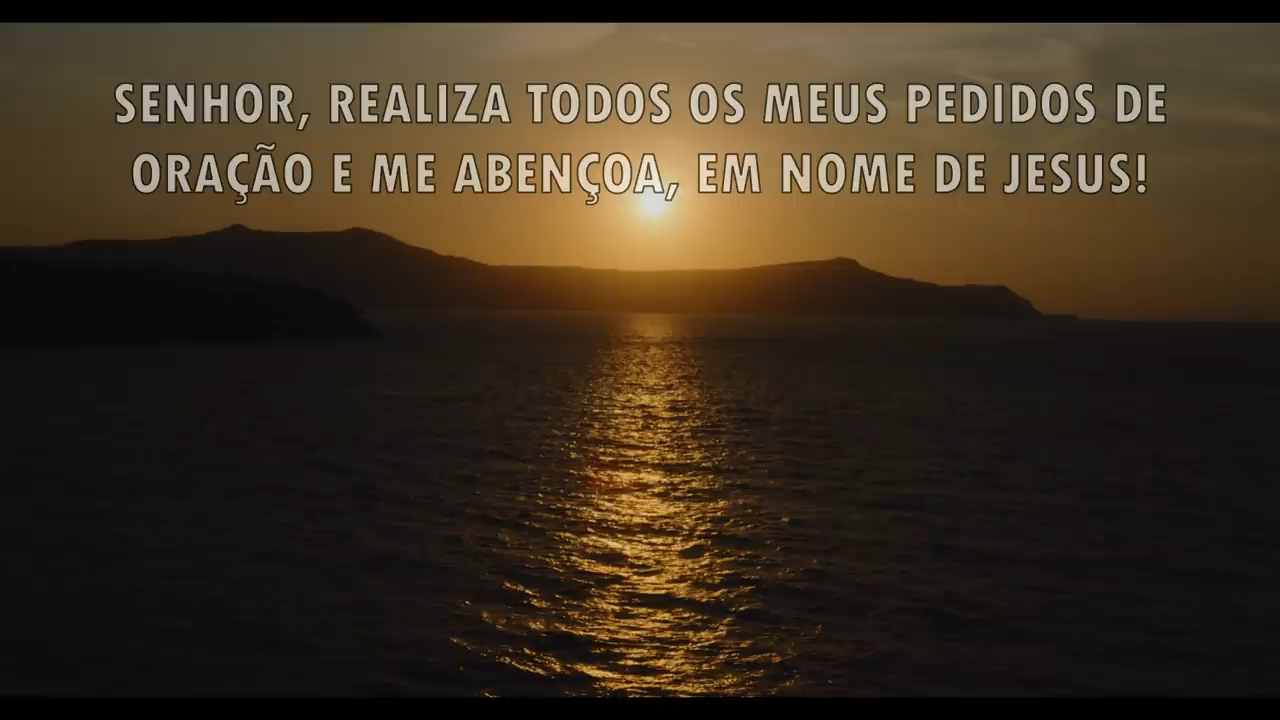 SENHOR, REALIZA TODOS OS MEUS PEDIDOS DE
ORAÇÃO E ME ABENÇOA, EM NOME DE JESUS!